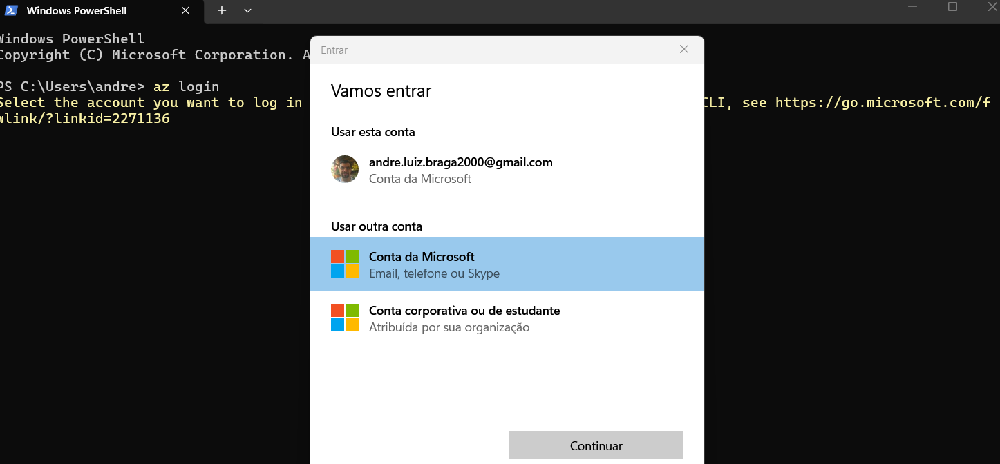 Windows PowerShell
Windows PowerShell
Copyright (C) Microsoft Corporation. A
PS C:\Users\andre> az login
Select the account you want to log in
CLI, see https://go.microsoft.com/f
wlink/?linkid=2271136
Entrar
Vamos entrar
Usar esta conta
andre.luiz.braga2000@gmail.com
Conta da Microsoft
Usar outra conta
Conta da Microsoft
Email, telefone ou Skype
Conta corporativa ou de estudante
Atribuída por sua organização
Continuar